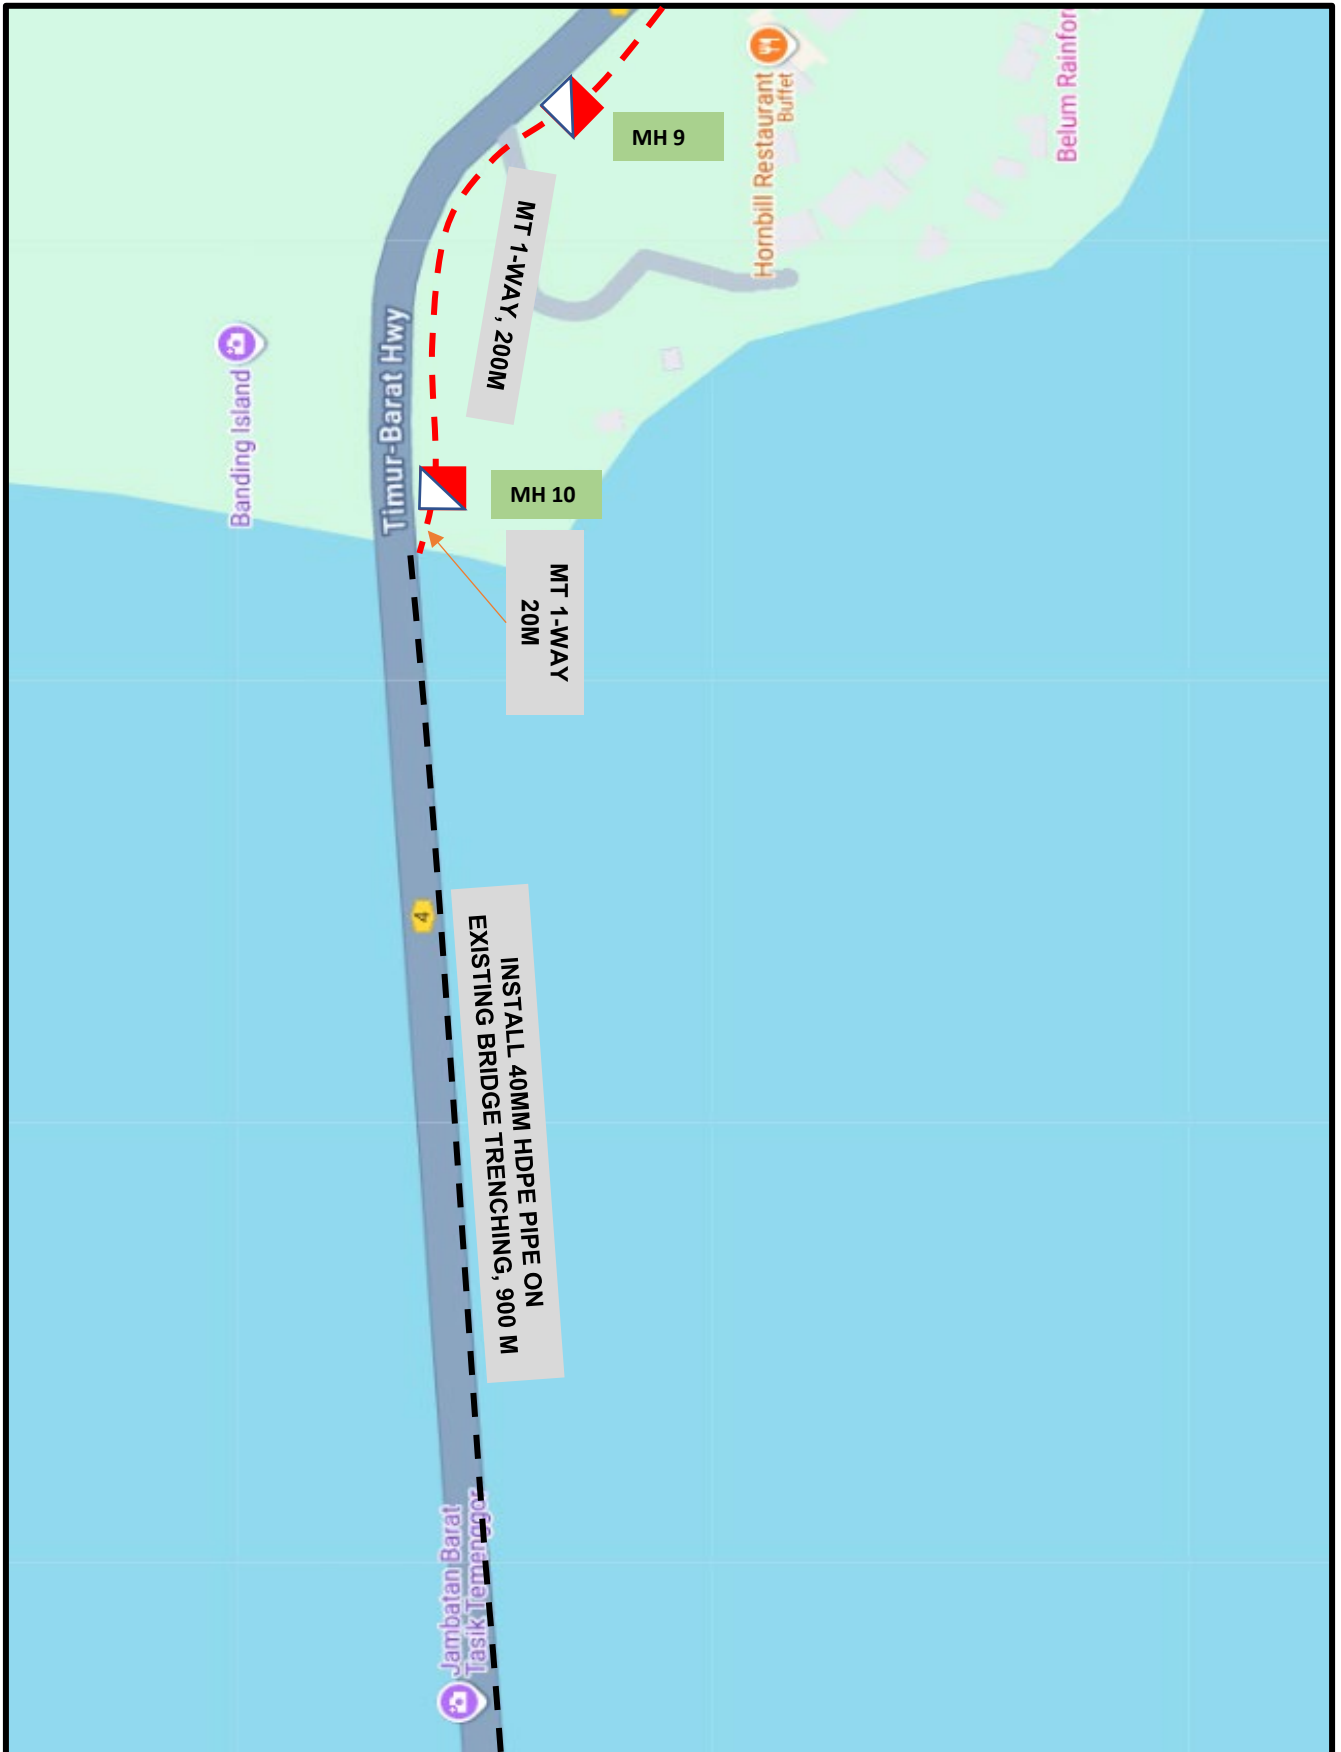 Hornbill Restaurant
Buffet
Belum Rainfor
MH 9
MT 1-WAY, 200M
Timur-Barat Hwy
Banding Island
MH 10
MT 1-WAY
20M
4
INSTALL 40MM HDPE PIPE ON
EXISTING BRIDGE TRENCHING, 900 M
Jambatan Barat
Tasik Temenggor